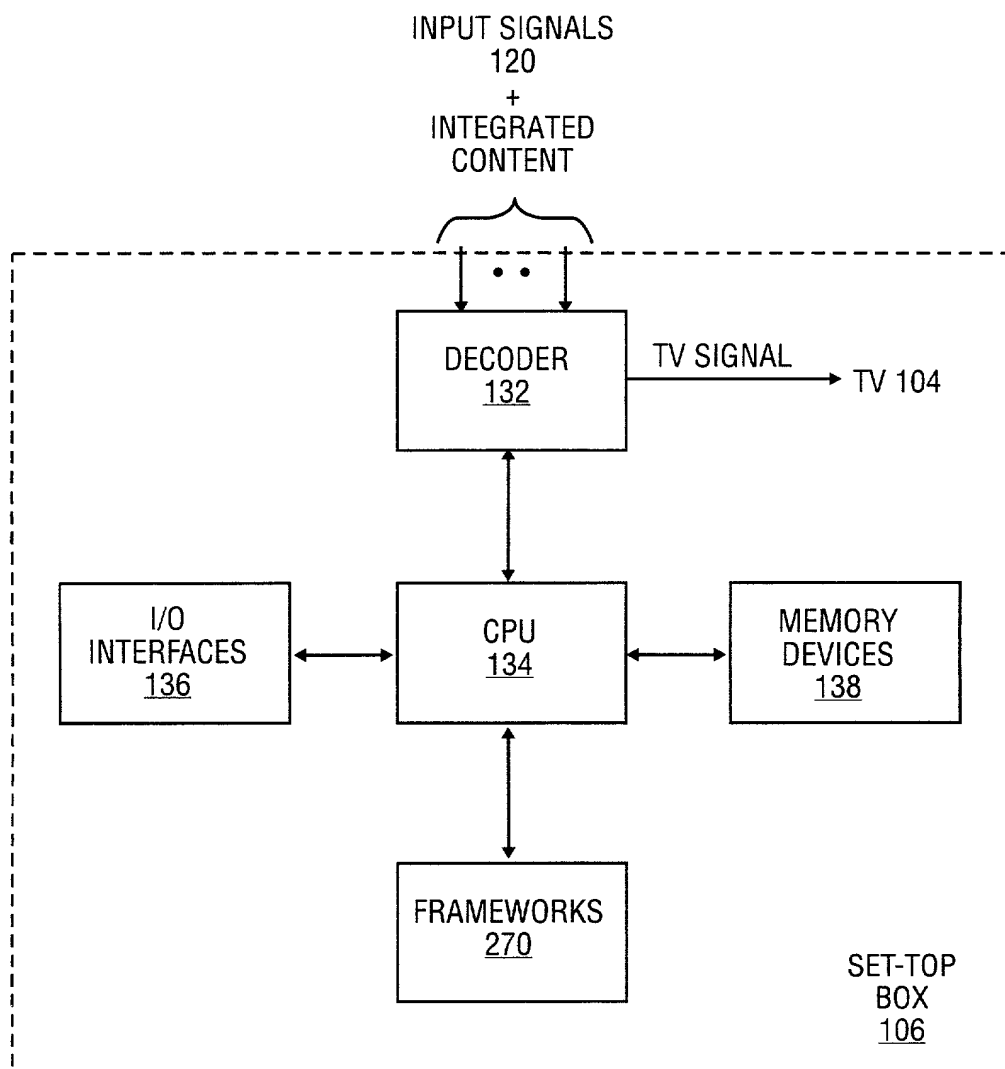 INPUT SIGNALS
120
+
INTEGRATED
CONTENT
DECODER
132
TV SIGNAL
TV 104
I/O
INTERFACES
136
CPU
134
MEMORY
DEVICES
138
FRAMEWORKS
270
SET-TOP
BOX
106